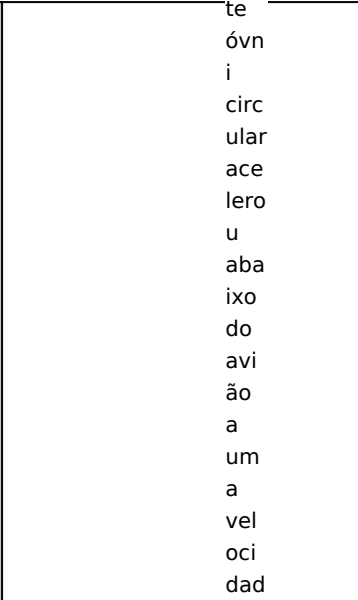 te
óvn
i
circ
ular
ace
lero
u
aba
ixo
do
avi
ão
a
um
a
vel
oci
dad